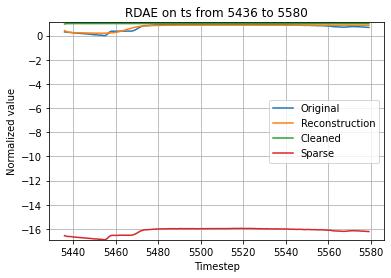 RDAE on ts from 5436 to 5580
Normalized value
0
−2
−4
−6
−8
−10
−12
−14
−16
Original
Reconstruction
Cleaned
Sparse
5440 5460 5480 5500 5520 5540 5560 5580
Timestep